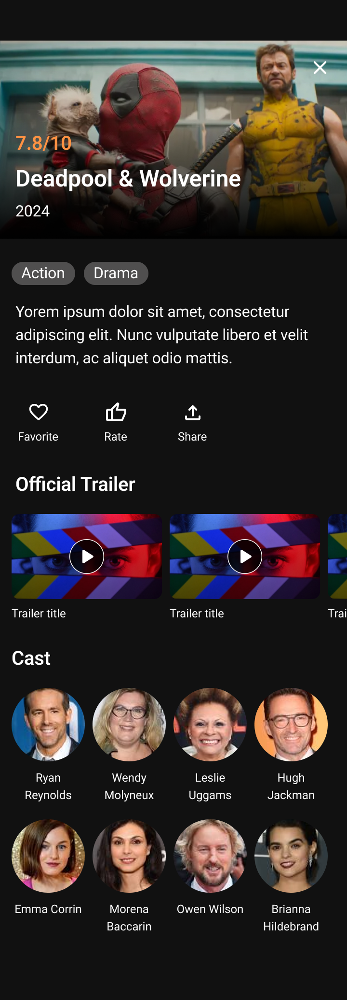 7.8/10
Deadpool & Wolverine
2024
Action Drama
Yorem ipsum dolor sit amet, consectetur
adipiscing elit. Nunc vulputate libero et velit
interdum, ac aliquet odio mattis.
Favorite Rate Share
Official Trailer
Trailer title Trailer title Trai
Cast
Ryan Wendy Leslie Hugh
Reynolds Molyneux Uggams Jackman
Emma Corrin Morena Owen Wilson Brianna
Baccarin Hildebrand